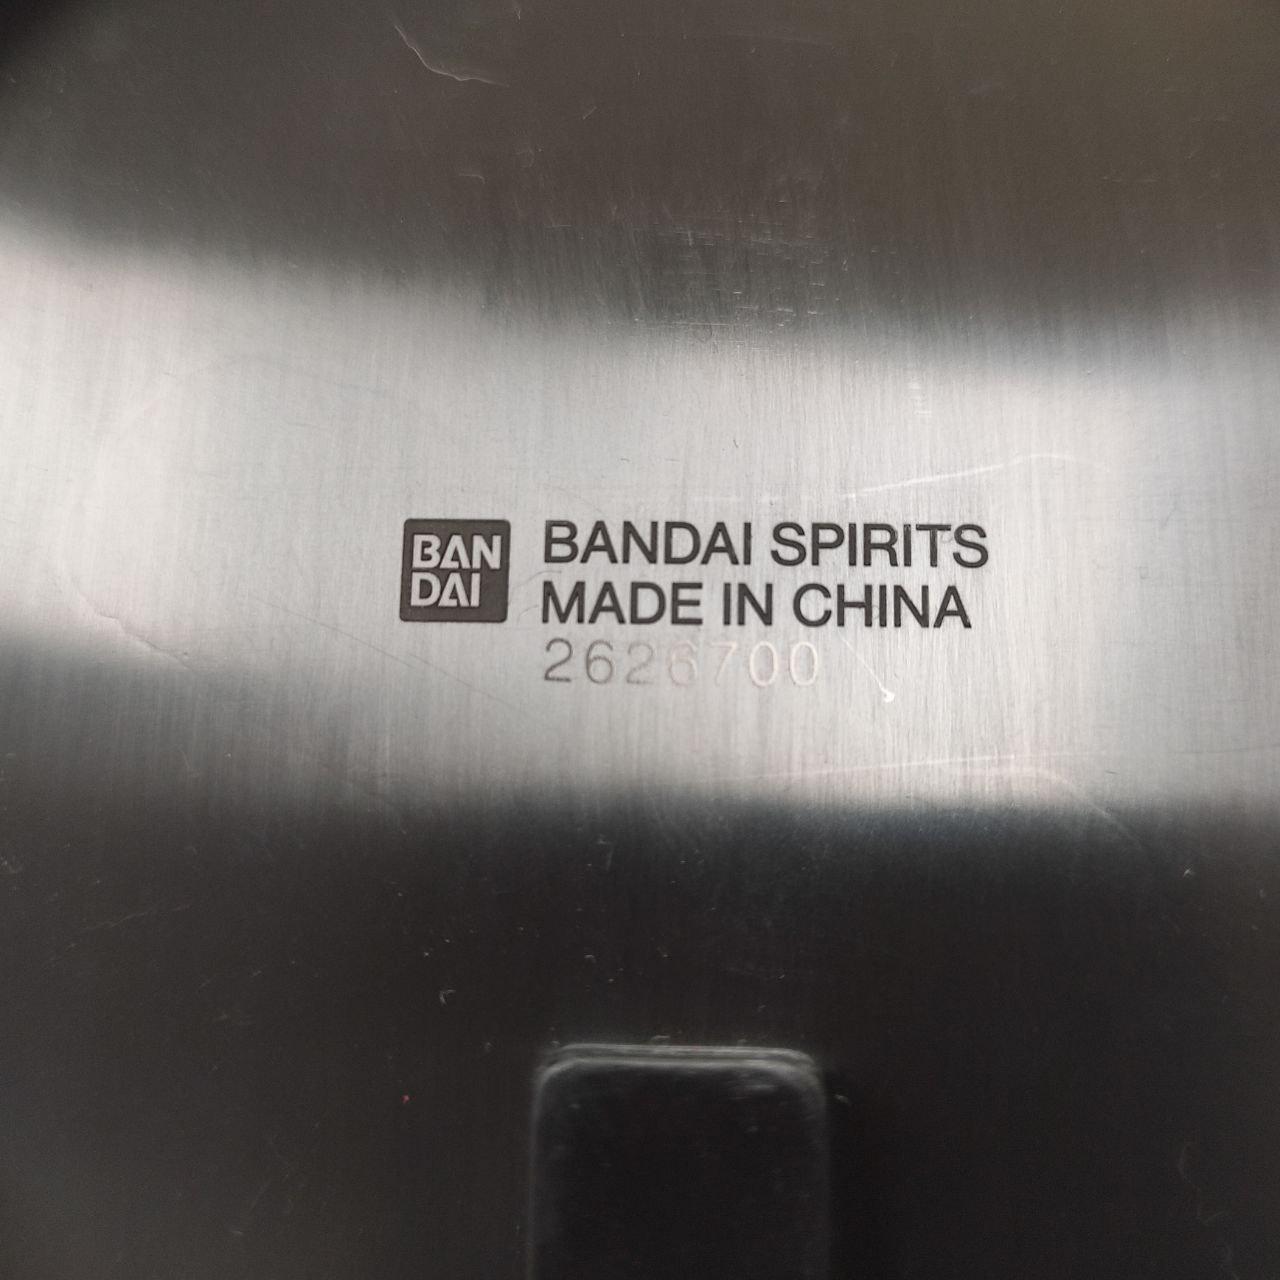 BAN
DAI
BANDAI SPIRITS
MADE IN CHINA
2626700